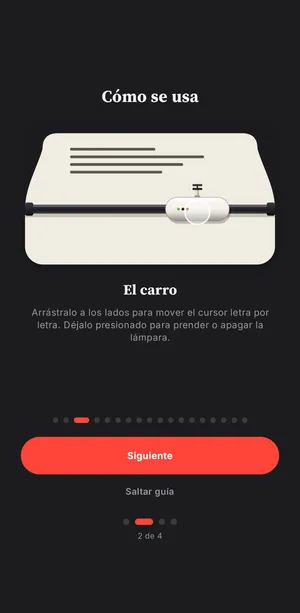 Cómo se usa
El carro
Arrástralo a los lados para mover el cursor letra por
letra. Déjalo presionado para prender o apagar la
lámpara.
Siguiente
Saltar guía
2 de 4